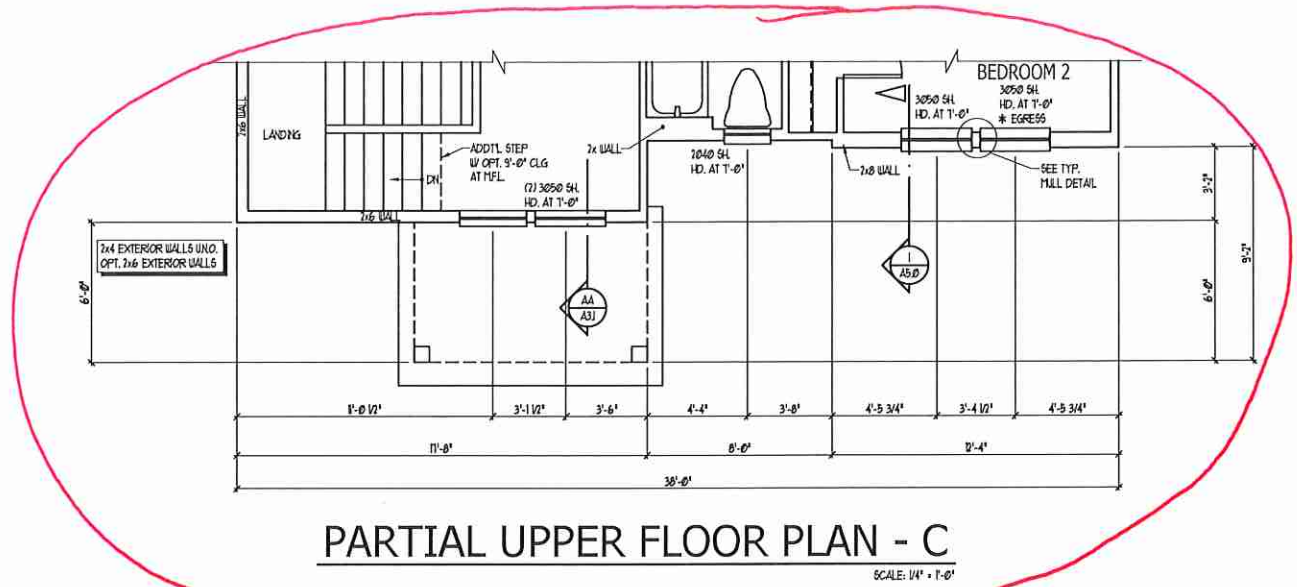 BEDROOM 2
3050 SH.
HD. AT 7'-0"
* EGRESS
3050 SH.
HD. AT 7'-0"
2x6 WALL
LANDING
ADDT'L STEP
W/ OPT. 9'-0" CLG
AT M.F.L.
DN
2x WALL
2040 SH.
HD. AT 7'-0"
2x8 WALL
SEE TYP.
MULL DETAIL
(2) 3050 SH.
HD. AT 7'-0"
2x6 WALL
2x4 EXTERIOR WALLS U.N.O.
OPT. 2x6 EXTERIOR WALLS
3'-2"
9'-2"
6'-0"
6'-0"
1
A5.0
AA
A3.1
11'-0 1/2"
3'-1 1/2"
3'-6"
4'-4"
3'-8"
4'-5 3/4"
3'-4 1/2"
4'-5 3/4"
17'-8"
8'-0"
12'-4"
38'-0"
PARTIAL UPPER FLOOR PLAN - C
SCALE: 1/4" = 1'-0"